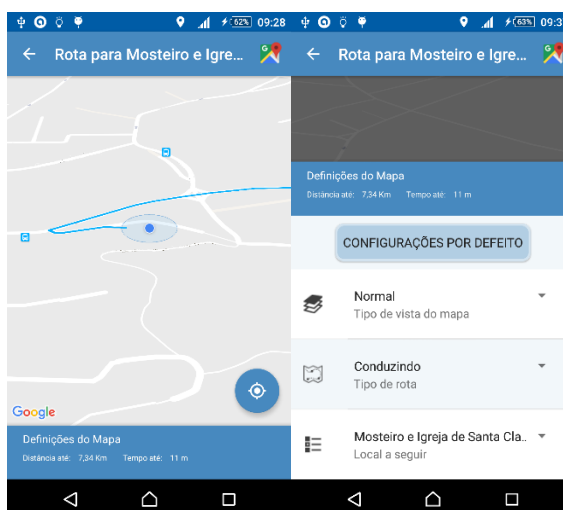 62% 09:28
Rota para Mosteiro e Igre...
Google
Definições do Mapa
Distância até: 7,34 Km Tempo até: 11 m
63% 09:3
Rota para Mosteiro e Igre...
Definições do Mapa
Distância até: 7,34 Km Tempo até: 11 m
CONFIGURAÇÕES POR DEFEITO
Normal
Tipo de vista do mapa
Conduzindo
Tipo de rota
Mosteiro e Igreja de Santa Cla..
Local a seguir